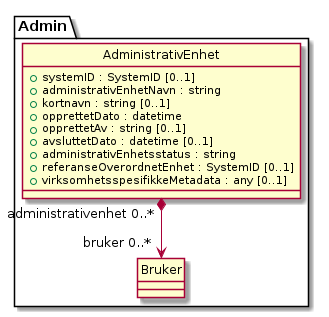 Admin
AdministrativEnhet
systemID : SystemID [0..1]
administrativEnhetNavn : string
kortnavn : string [0..1]
opprettetDato : datetime
opprettetAv : string [0..1]
avsluttetDato : datetime [0..1]
administrativEnhetsstatus : string
referanseOverordnetEnhet : SystemID [0..1]
virksomhetsspesifikkeMetadata : any [0..1]
administrativenhet 0..*
bruker 0..*
Bruker